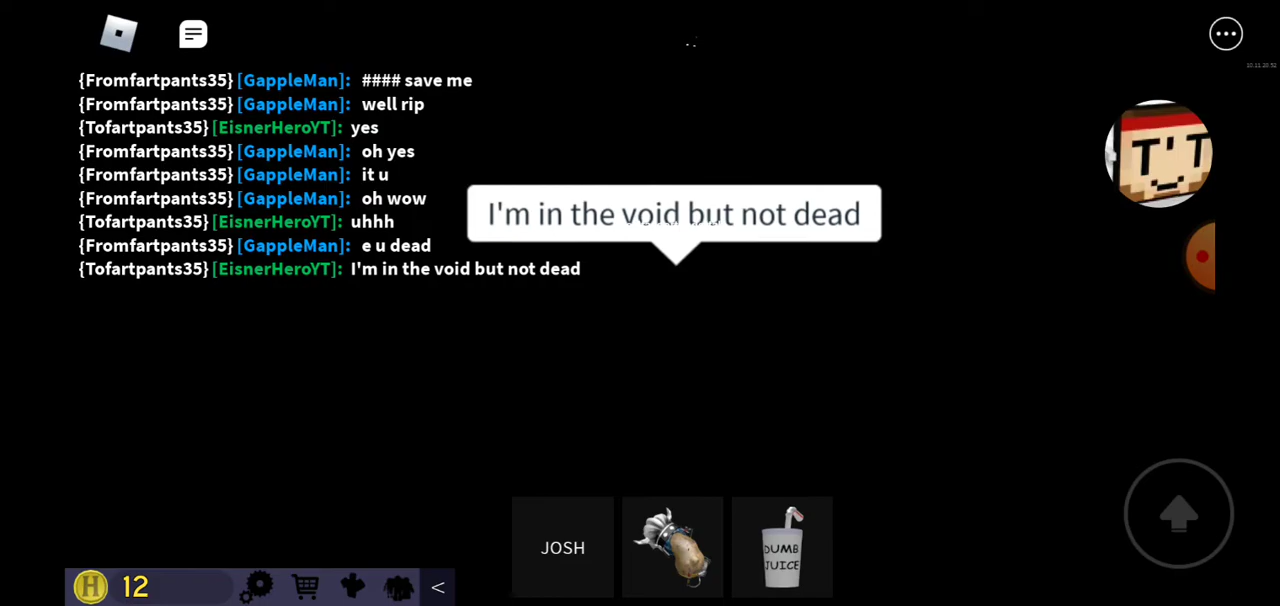 {Fromfartpants35} [GappleMan]: #### save me
{Fromfartpants35} [GappleMan]: well rip
{Tofartpants35} [EisnerHeroYT]: yes
{Fromfartpants35} [GappleMan]: oh yes
{Fromfartpants35} [GappleMan]: it u
{Fromfartpants35} [GappleMan]: oh wow
{Tofartpants35} [EisnerHeroYT]: uhhh
{Fromfartpants35} [GappleMan]: e u dead
{Tofartpants35} [EisnerHeroYT]: I'm in the void but not dead
I'm in the void but not dead
T'T
JOSH
DUMB
JUICE
H 12
<